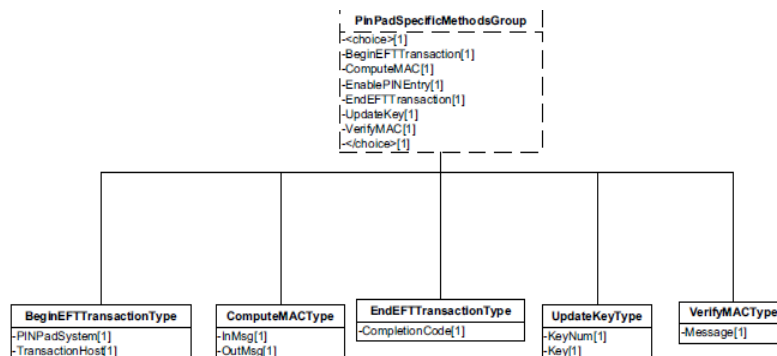 PinPadSpecificMethodsGroup
-<choice>[1]
-BeginEFTTransaction[1]
-ComputeMAC[1]
-EnablePINEntry[1]
-EndEFTTransaction[1]
-UpdateKey[1]
-VerifyMAC[1]
-</choice>[1]
BeginEFTTransactionType
-PINPadSystem[1]
-TransactionHost[1]
ComputeMACType
-InMsg[1]
-OutMsg[1]
EndEFTTransactionType
-CompletionCode[1]
UpdateKeyType
-KeyNum[1]
-Key[1]
VerifyMACType
-Message[1]